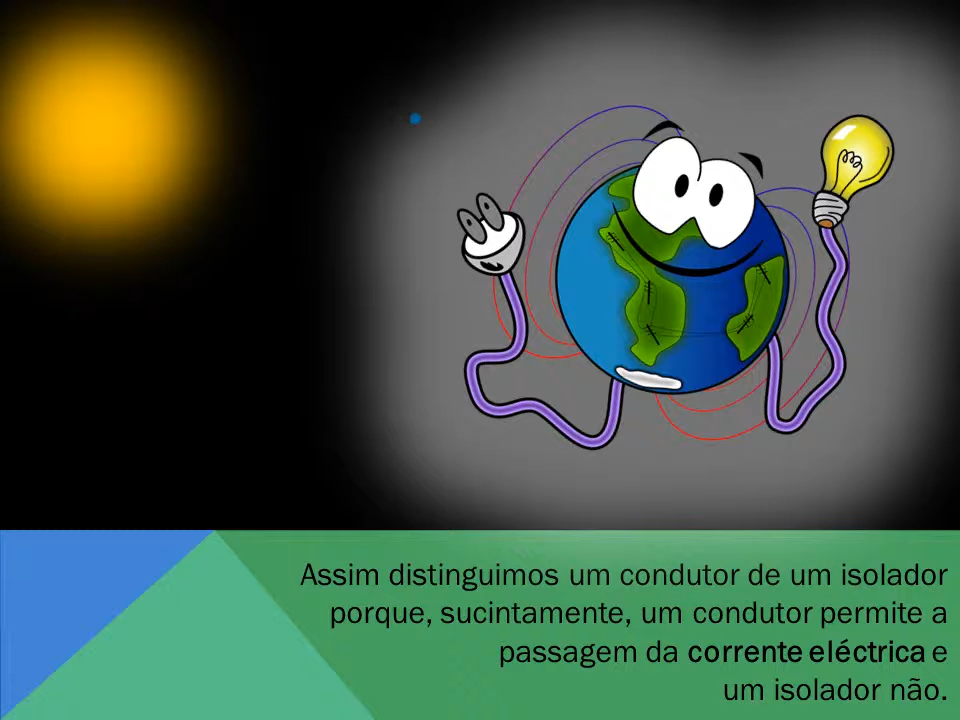 Assim distinguimos um condutor de um isolador
porque, sucintamente, um condutor permite a
passagem da corrente eléctrica e
um isolador não.